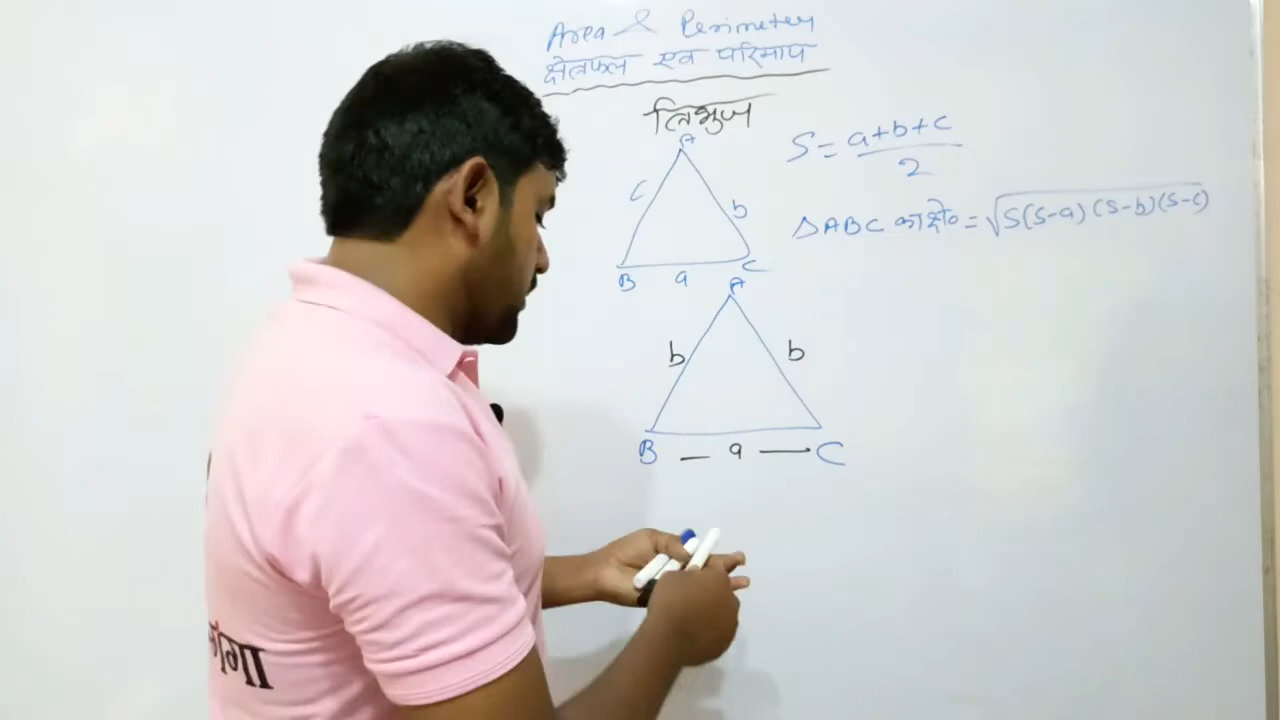 Area & Perimeter
क्षेत्रफल एवं परिमाप
त्रिभुज
A
c
b
B
a
C
S = a+b+c
2
△ABC का क्षे० = √S(S-a)(S-b)(S-c)
A
b
b
B
a
C